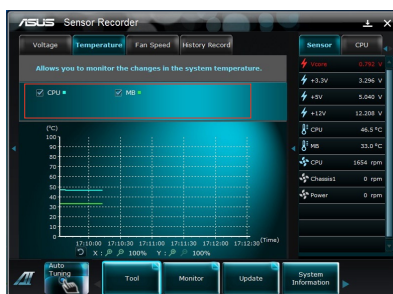 ASUS Sensor Recorder
Voltage
Temperature
Fan Speed
History Record
Sensor
CPU
Allows you to monitor the changes in the system temperature.
CPU
MB
Vcore 0.792 V
+3.3V 3.296 V
+5V 5.040 V
+12V 12.208 V
CPU 46.5 °C
MB 33.0 °C
CPU 1654 rpm
Chassis1 0 rpm
Power 0 rpm
(°C)
100
90
80
70
60
50
40
30
20
10
0
17:10:00 17:10:30 17:11:00 17:11:30 17:12:00 17:12:30 (Time)
X : 100% Y : 100%
Auto Tuning
Tool
Monitor
Update
System Information